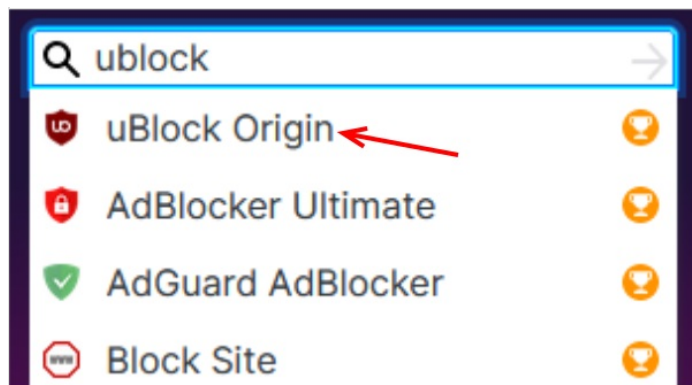 ublock
uBlock Origin
AdBlocker Ultimate
AdGuard AdBlocker
Block Site